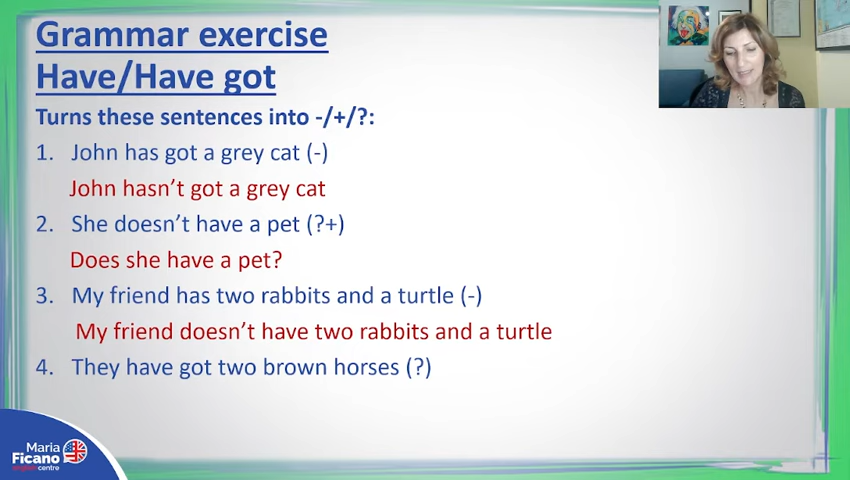 Grammar exercise
Have/Have got
Turns these sentences into -/+/?:
1. John has got a grey cat (-)
John hasn't got a grey cat
2. She doesn't have a pet (?+)
Does she have a pet?
3. My friend has two rabbits and a turtle (-)
My friend doesn't have two rabbits and a turtle
4. They have got two brown horses (?)
Maria
Ficano
english centre